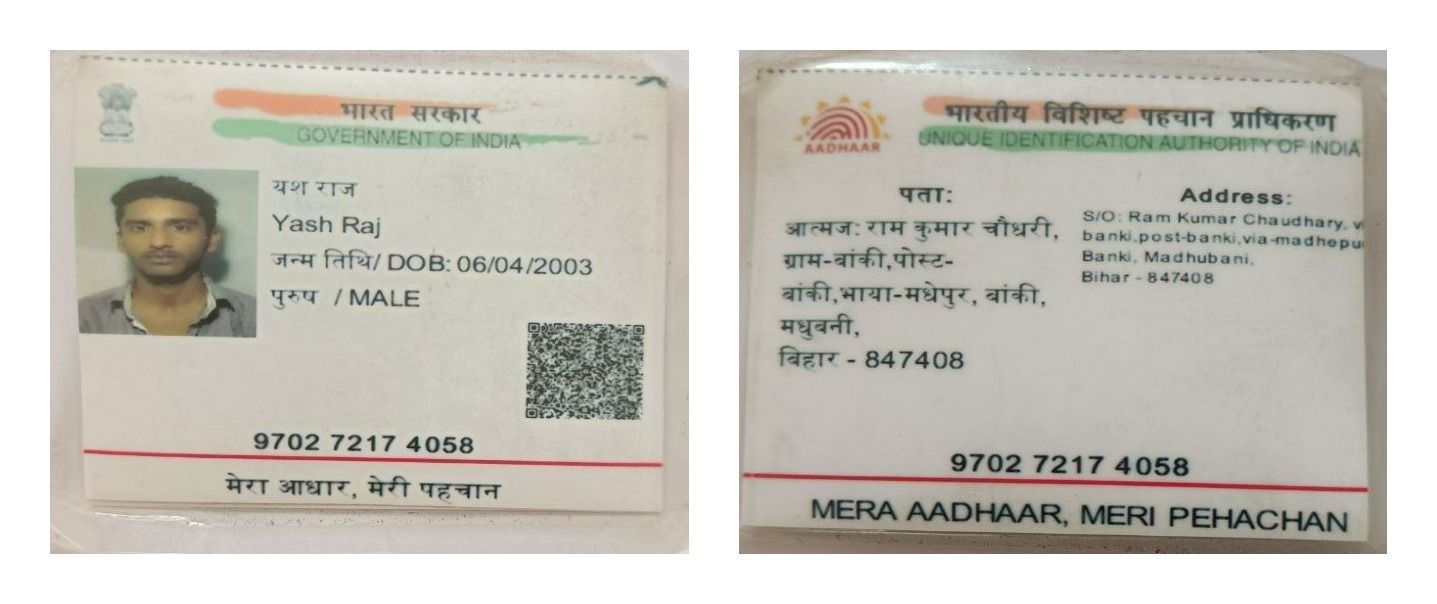 भारत सरकार
GOVERNMENT OF INDIA
यश राज
Yash Raj
जन्म तिथि/ DOB: 06/04/2003
पुरुष / MALE
9702 7217 4058
मेरा आधार, मेरी पहचान
AADHAAR
भारतीय विशिष्ट पहचान प्राधिकरण
UNIQUE IDENTIFICATION AUTHORITY OF INDIA
पता:
आत्मज: राम कुमार चौधरी,
ग्राम-बांकी,पोस्ट-
बांकी,भाया-मधेपुर, बांकी,
मधुबनी,
बिहार - 847408
Address:
S/O: Ram Kumar Chaudhary,
banki,post-banki,via-madhepu
Banki, Madhubani,
Bihar - 847408
9702 7217 4058
MERA AADHAAR, MERI PEHACHAN